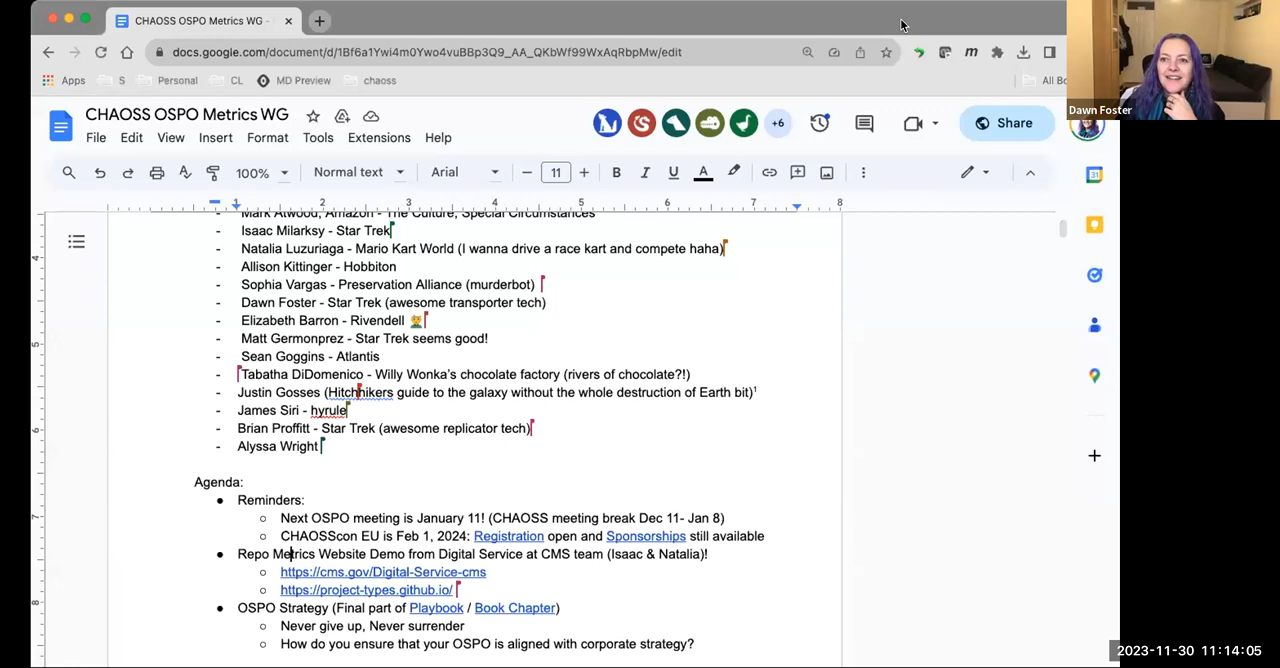 CHAOSS OSPO Metrics WG -
docs.google.com/document/d/1Bf6a1Ywi4m0Ywo4vuBBp3Q9_AA_QKbWf99WxAqRbpMw/edit
Apps S Personal CL MD Preview chaoss All Bo
Dawn Foster
CHAOSS OSPO Metrics WG
File Edit View Insert Format Tools Extensions Help
+6
Share
100% Normal text Arial 11 B I U A
1 2 3 4 5 6 7 8
Mark Atwood, Amazon - The Culture, Special Circumstances
- Isaac Milarksy - Star Trek
- Natalia Luzuriaga - Mario Kart World (I wanna drive a race kart and compete haha)
- Allison Kittinger - Hobbiton
- Sophia Vargas - Preservation Alliance (murderbot)
- Dawn Foster - Star Trek (awesome transporter tech)
- Elizabeth Barron - Rivendell 🧝
- Matt Germonprez - Star Trek seems good!
- Sean Goggins - Atlantis
- Tabatha DiDomenico - Willy Wonka's chocolate factory (rivers of chocolate?!)
- Justin Gosses (Hitchhikers guide to the galaxy without the whole destruction of Earth bit)¹
- James Siri - hyrule
- Brian Proffitt - Star Trek (awesome replicator tech)
- Alyssa Wright
Agenda:
● Reminders:
○ Next OSPO meeting is January 11! (CHAOSS meeting break Dec 11- Jan 8)
○ CHAOSScon EU is Feb 1, 2024: Registration open and Sponsorships still available
● Repo Metrics Website Demo from Digital Service at CMS team (Isaac & Natalia)!
○ https://cms.gov/Digital-Service-cms
○ https://project-types.github.io/
● OSPO Strategy (Final part of Playbook / Book Chapter)
○ Never give up, Never surrender
○ How do you ensure that your OSPO is aligned with corporate strategy?
2023-11-30 11:14:05